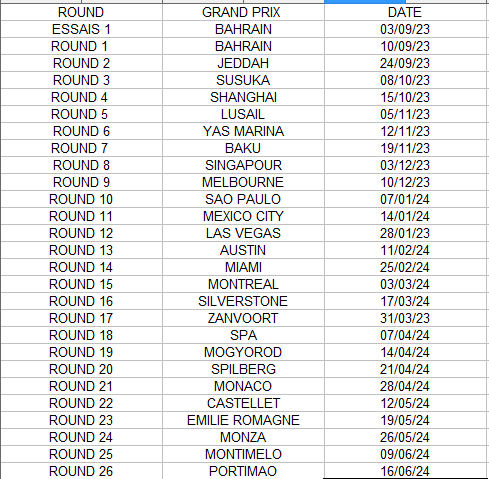 ROUND GRAND PRIX DATE
ESSAIS 1 BAHRAIN 03/09/23
ROUND 1 BAHRAIN 10/09/23
ROUND 2 JEDDAH 24/09/23
ROUND 3 SUSUKA 08/10/23
ROUND 4 SHANGHAI 15/10/23
ROUND 5 LUSAIL 05/11/23
ROUND 6 YAS MARINA 12/11/23
ROUND 7 BAKU 19/11/23
ROUND 8 SINGAPOUR 03/12/23
ROUND 9 MELBOURNE 10/12/23
ROUND 10 SAO PAULO 07/01/24
ROUND 11 MEXICO CITY 14/01/24
ROUND 12 LAS VEGAS 28/01/23
ROUND 13 AUSTIN 11/02/24
ROUND 14 MIAMI 25/02/24
ROUND 15 MONTREAL 03/03/24
ROUND 16 SILVERSTONE 17/03/24
ROUND 17 ZANVOORT 31/03/23
ROUND 18 SPA 07/04/24
ROUND 19 MOGYOROD 14/04/24
ROUND 20 SPILBERG 21/04/24
ROUND 21 MONACO 28/04/24
ROUND 22 CASTELLET 12/05/24
ROUND 23 EMILIE ROMAGNE 19/05/24
ROUND 24 MONZA 26/05/24
ROUND 25 MONTIMELO 09/06/24
ROUND 26 PORTIMAO 16/06/24